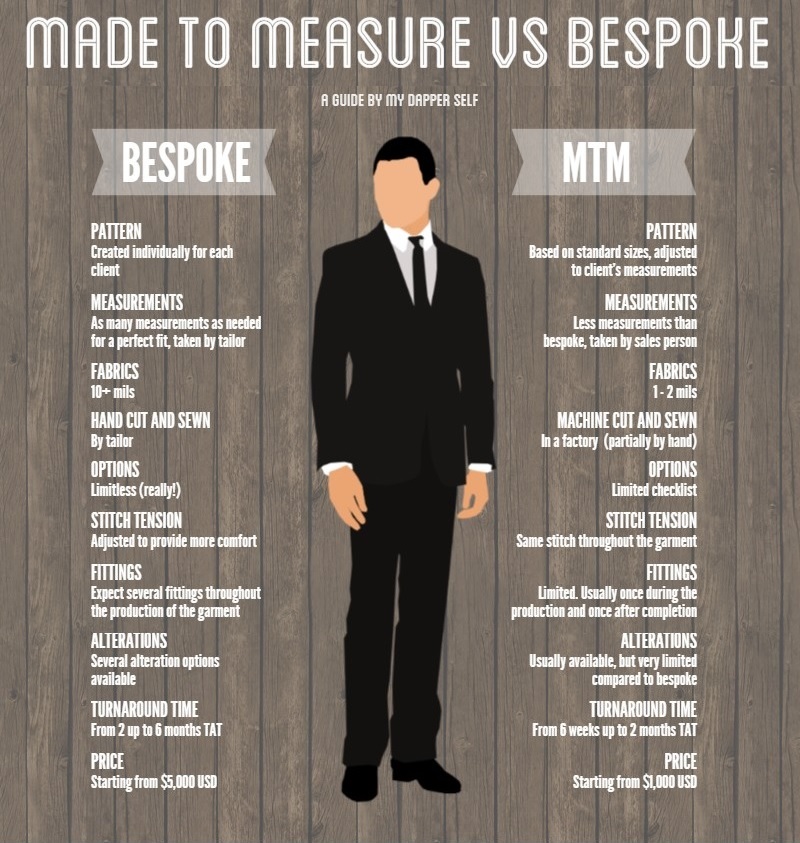 MADE TO MEASURE VS BESPOKE
A GUIDE BY MY DAPPER SELF
BESPOKE
PATTERN
Created individually for each
client
MEASUREMENTS
As many measurements as needed
for a perfect fit, taken by tailor
FABRICS
10+ mils
HAND CUT AND SEWN
By tailor
OPTIONS
Limitless (really!)
STITCH TENSION
Adjusted to provide more comfort
FITTINGS
Expect several fittings throughout
the production of the garment
ALTERATIONS
Several alteration options
available
TURNAROUND TIME
From 2 up to 6 months TAT
PRICE
Starting from $5,000 USD
MTM
PATTERN
Based on standard sizes, adjusted
to client's measurements
MEASUREMENTS
Less measurements than
bespoke, taken by sales person
FABRICS
1 - 2 mils
MACHINE CUT AND SEWN
In a factory (partially by hand)
OPTIONS
Limited checklist
STITCH TENSION
Same stitch throughout the garment
FITTINGS
Limited. Usually once during the
production and once after completion
ALTERATIONS
Usually available, but very limited
compared to bespoke
TURNAROUND TIME
From 6 weeks up to 2 months TAT
PRICE
Starting from $1,000 USD